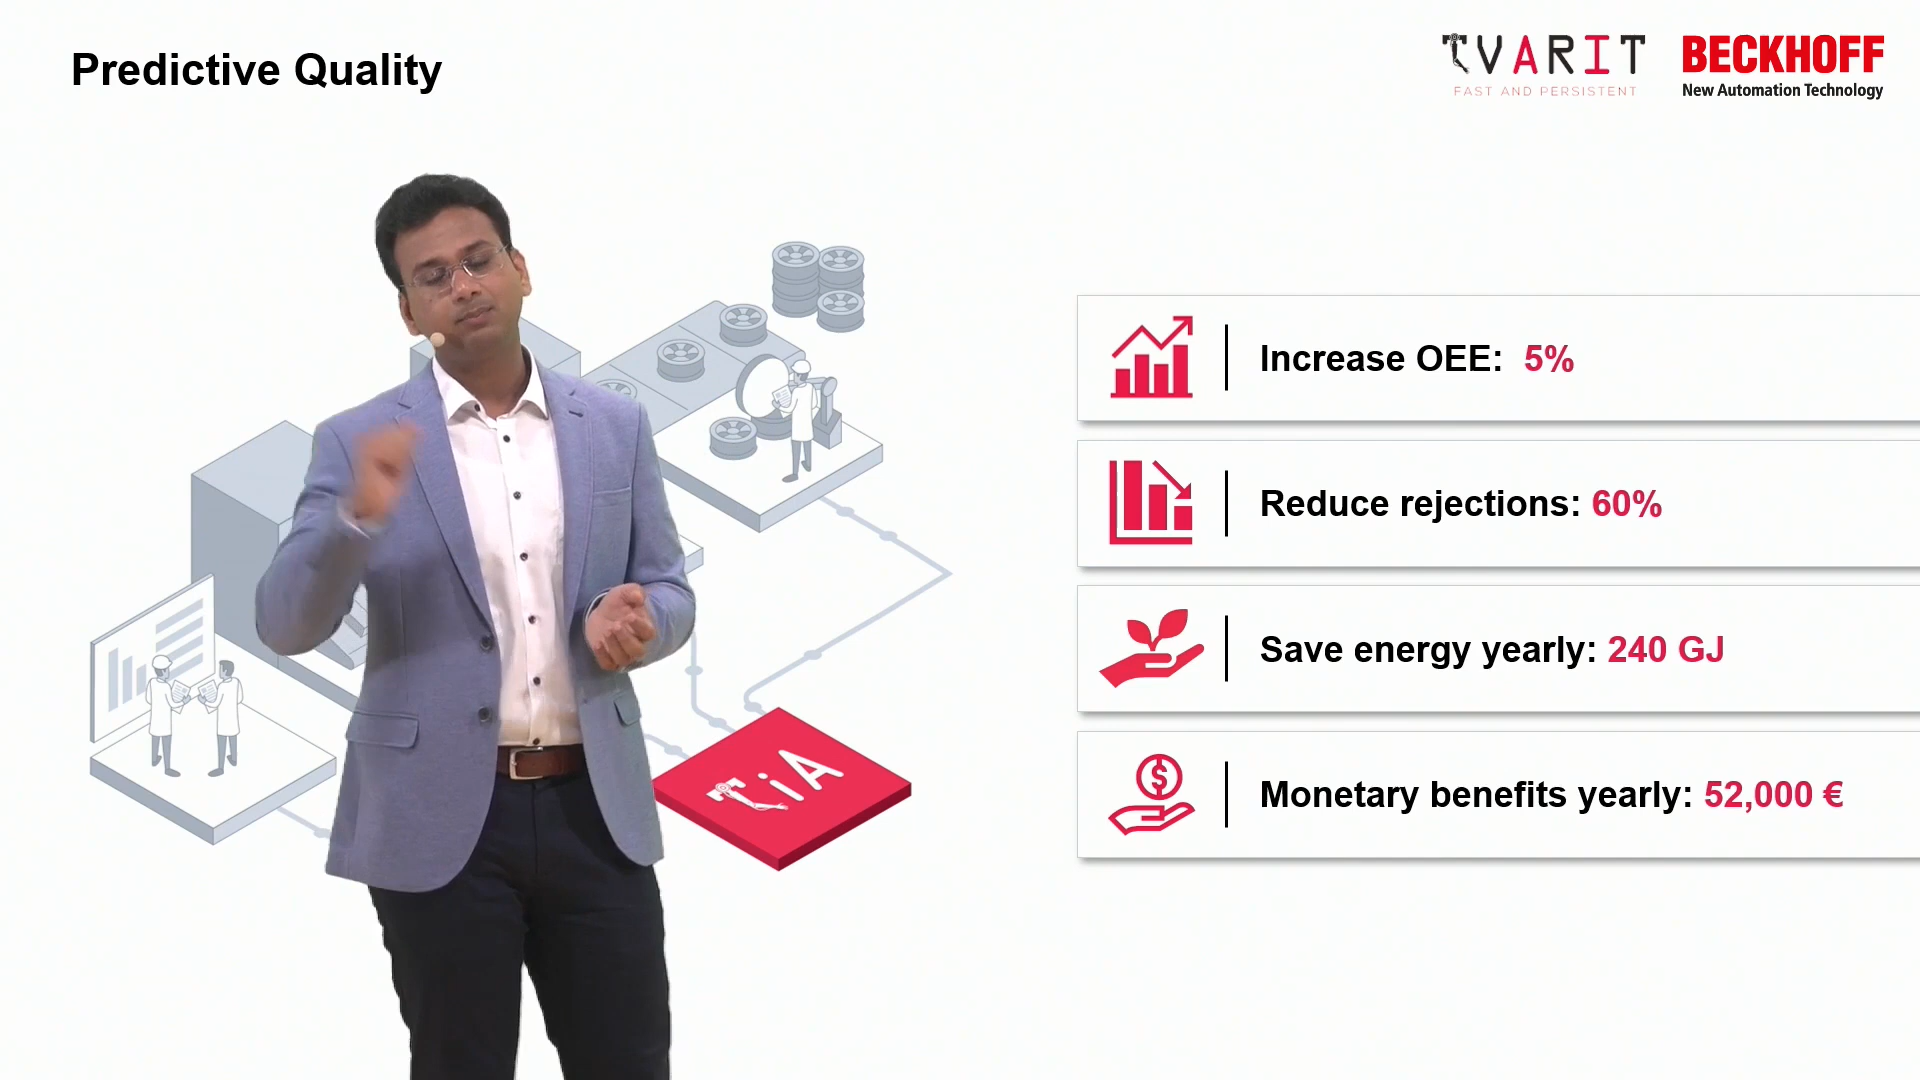 Predictive Quality
TVARIT
FAST AND PERSISTENT
BECKHOFF
New Automation Technology
Increase OEE: 5%
Reduce rejections: 60%
Save energy yearly: 240 GJ
Monetary benefits yearly: 52,000 €
TiA